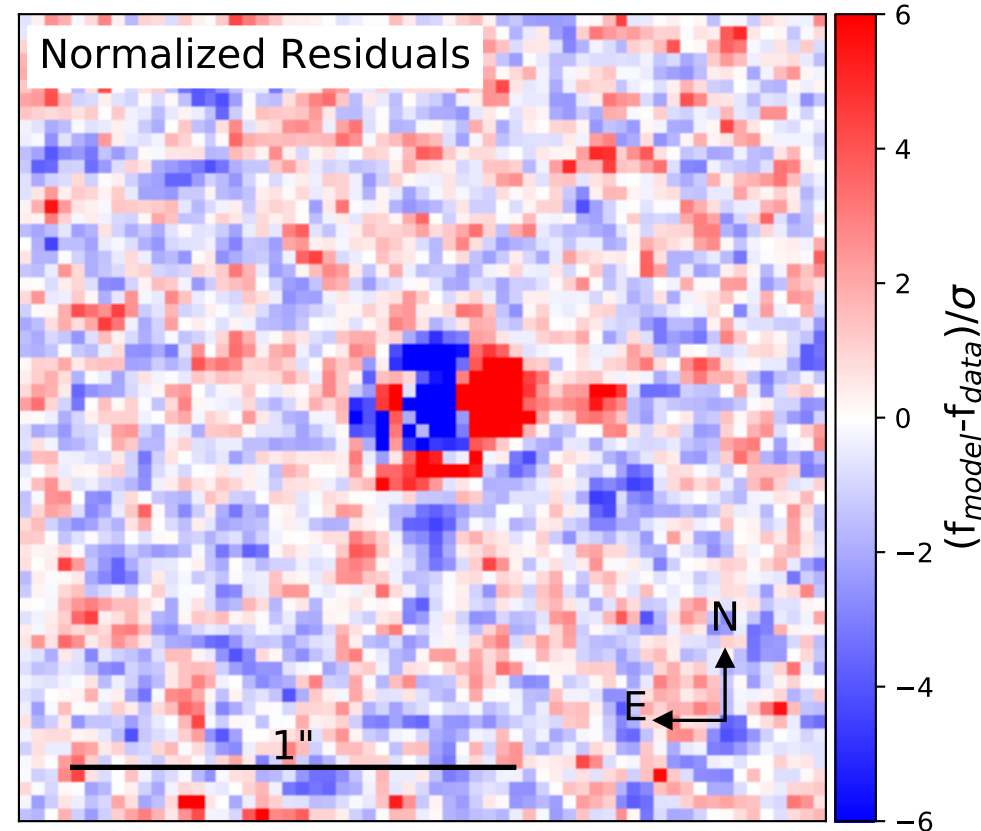 Normalized Residuals
6
4
2
0
−2
−4
−6
(f_model-f_data)/σ
N
E
1"